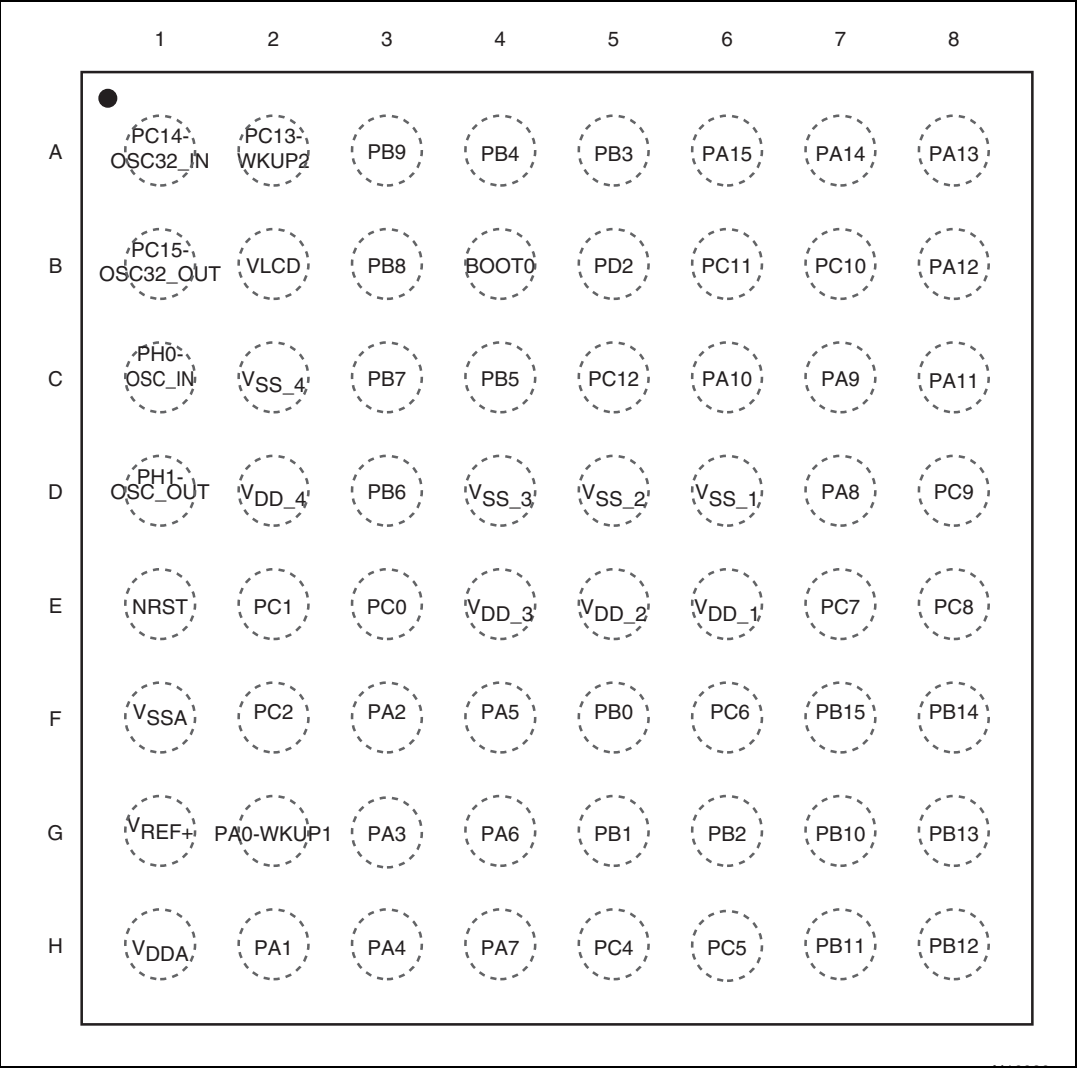 1 2 3 4 5 6 7 8
A PC14-OSC32_IN PC13-WKUP2 PB9 PB4 PB3 PA15 PA14 PA13
B PC15-OSC32_OUT VLCD PB8 BOOT0 PD2 PC11 PC10 PA12
C PH0-OSC_IN VSS_4 PB7 PB5 PC12 PA10 PA9 PA11
D PH1-OSC_OUT VDD_4 PB6 VSS_3 VSS_2 VSS_1 PA8 PC9
E NRST PC1 PC0 VDD_3 VDD_2 VDD_1 PC7 PC8
F VSSA PC2 PA2 PA5 PB0 PC6 PB15 PB14
G VREF+ PA0-WKUP1 PA3 PA6 PB1 PB2 PB10 PB13
H VDDA PA1 PA4 PA7 PC4 PC5 PB11 PB12